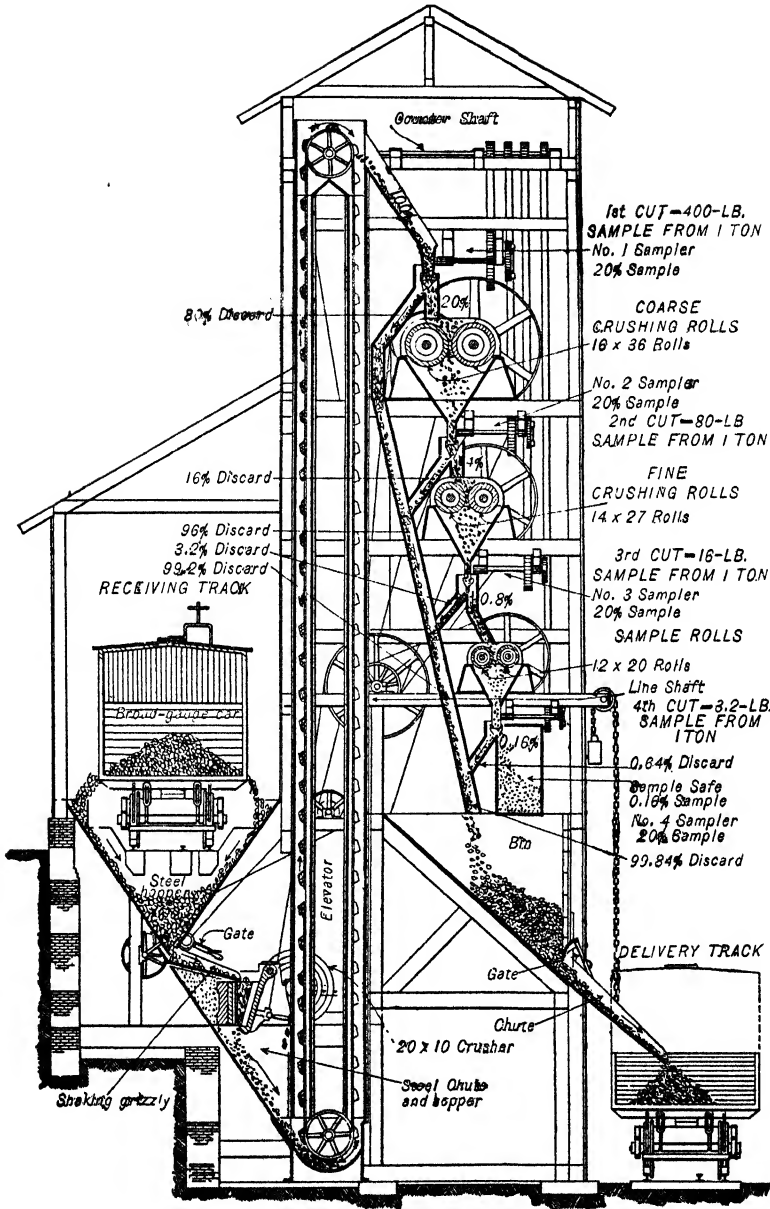 Counter Shaft
100%
1st CUT=400-LB.
SAMPLE FROM 1 TON
No. 1 Sampler
20% Sample
20%
80% Discard
COARSE
CRUSHING ROLLS
16 x 36 Rolls
No. 2 Sampler
20% Sample
2nd CUT=80-LB
SAMPLE FROM 1 TON
4%
16% Discard
FINE
CRUSHING ROLLS
14 x 27 Rolls
96% Discard
3.2% Discard
99.2% Discard
RECEIVING TRACK
3rd CUT=16-LB.
SAMPLE FROM 1 TON
No. 3 Sampler
20% Sample
0.8%
SAMPLE ROLLS
12 x 20 Rolls
Line Shaft
4th CUT=3.2-LB.
SAMPLE FROM
1 TON
Broad-gauge car
0.16%
0.64% Discard
Sample Safe
0.16% Sample
No. 4 Sampler
20% Sample
99.84% Discard
Bin
Steel
hopper
Elevator
Gate
Gate
DELIVERY TRACK
Chute
20 x 10 Crusher
Shaking grizzly
Steel Chute
and hopper